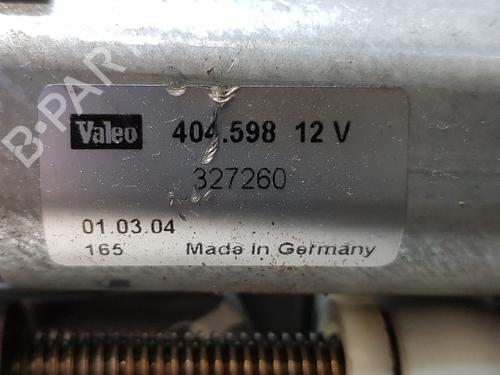 B-PARTS
Valeo 404.598 12 V
327260
01.03.04
165 Made in Germany